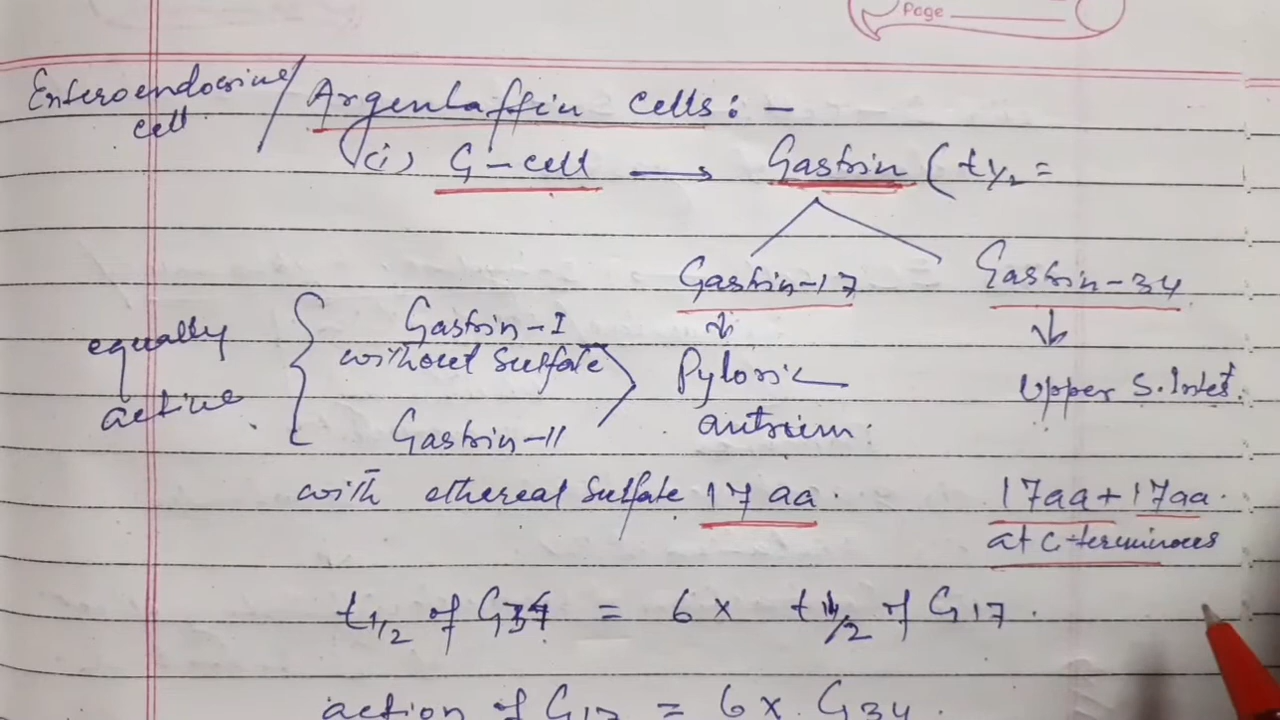 Page
Enteroendocrine/
cell
Argentaffin cells: -
(i) G-cell → Gastrin (t1/2 =
Gastrin-17 Gastrin-34
equally
active
Gastrin-I
without Sulfate
Gastrin-II
with ethereal Sulfate
↓
Pyloric
antrum.
17 aa.
↓
Upper S. Intest.
17aa+17aa.
at C-terminous
t1/2 of G34 = 6 x t1/2 of G17.
action of G17 = 6 x. G34.